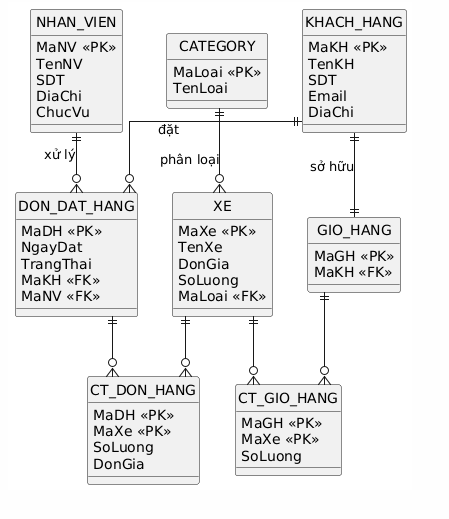 NHAN_VIEN
MaNV «PK»
TenNV
SDT
DiaChi
ChucVu
CATEGORY
MaLoai «PK»
TenLoai
KHACH_HANG
MaKH «PK»
TenKH
SDT
Email
DiaChi
xử lý
đặt
phân loại
sở hữu
DON_DAT_HANG
MaDH «PK»
NgayDat
TrangThai
MaKH «FK»
MaNV «FK»
XE
MaXe «PK»
TenXe
DonGia
SoLuong
MaLoai «FK»
GIO_HANG
MaGH «PK»
MaKH «FK»
CT_DON_HANG
MaDH «PK»
MaXe «PK»
SoLuong
DonGia
CT_GIO_HANG
MaGH «PK»
MaXe «PK»
SoLuong